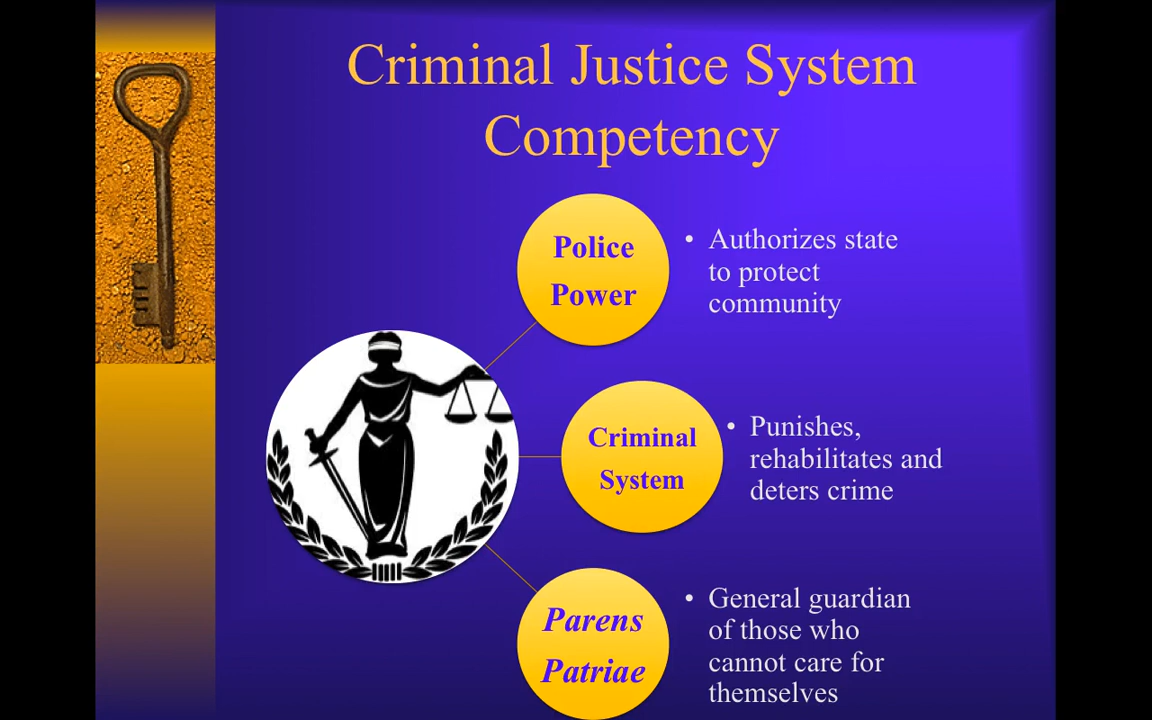 Criminal Justice System
Competency
Police
Power
• Authorizes state
to protect
community
Criminal
System
• Punishes,
rehabilitates and
deters crime
Parens
Patriae
• General guardian
of those who
cannot care for
themselves